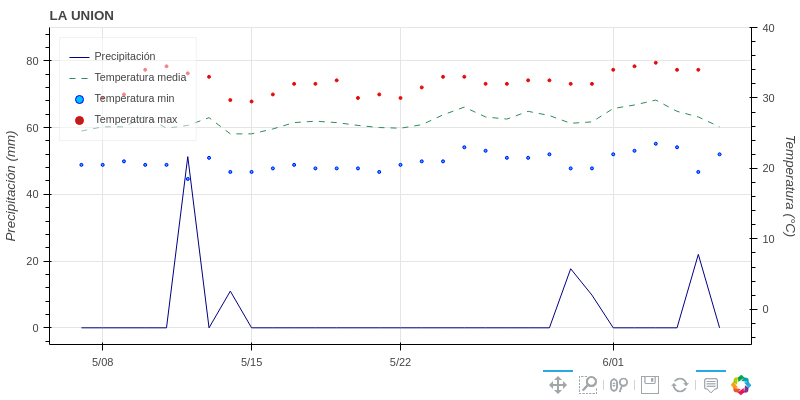 LA UNION
Precipitación
Temperatura media
Temperatura min
Temperatura max
80
60
40
20
0
Precipitación (mm)
40
30
20
10
0
Temperatura (°C)
5/08
5/15
5/22
6/01